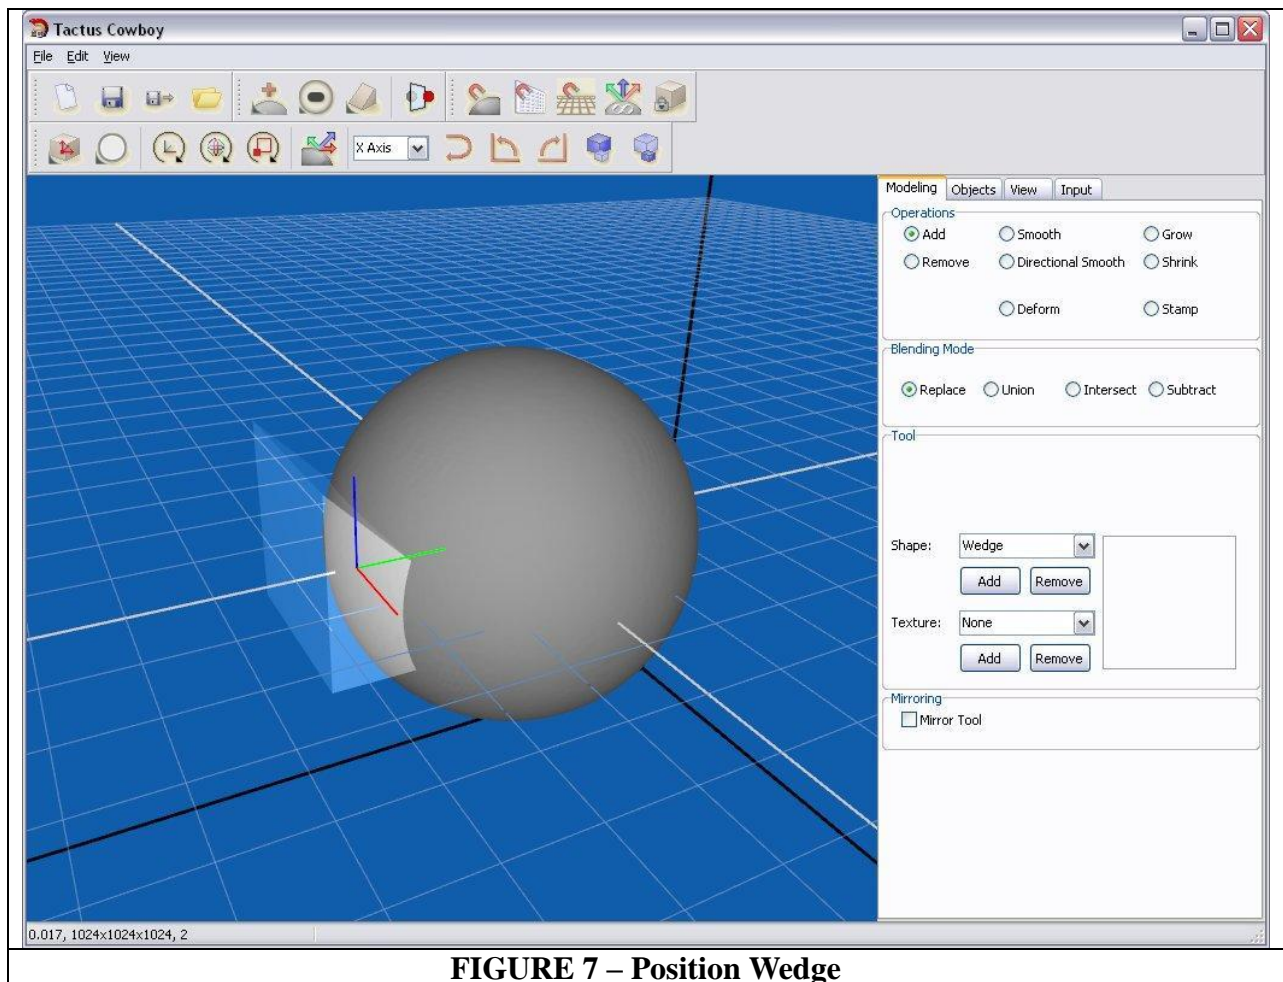 Tactus Cowboy
File Edit View
X Axis
Modeling Objects View Input
Operations
Add Smooth Grow
Remove Directional Smooth Shrink
Deform Stamp
Blending Mode
Replace Union Intersect Subtract
Tool
Shape: Wedge
Add Remove
Texture: None
Add Remove
Mirroring
Mirror Tool
0.017, 1024x1024x1024, 2
FIGURE 7 – Position Wedge